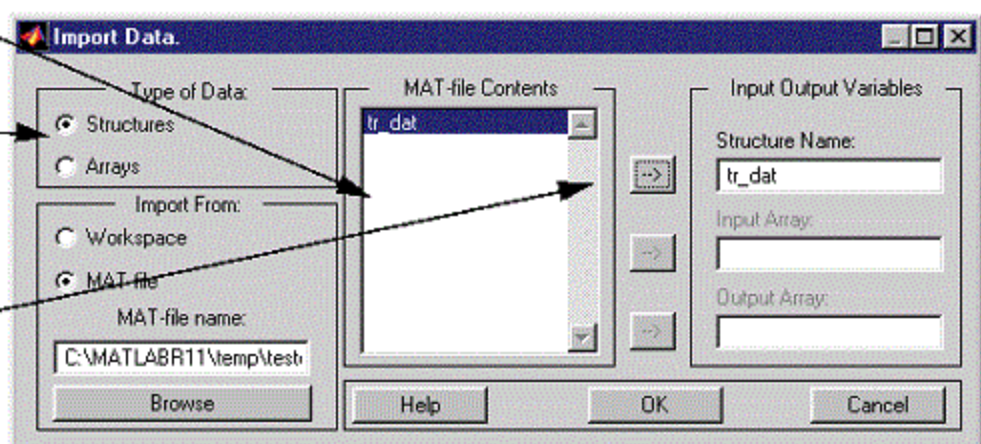 Import Data.
Type of Data:
Structures
Arrays
Import From:
Workspace
MAT-file
MAT-file name:
C:\MATLABR11\temp\test
Browse
MAT-file Contents
tr_dat
-->
-->
-->
Input Output Variables
Structure Name:
tr_dat
Input Array:
Output Array:
Help
OK
Cancel